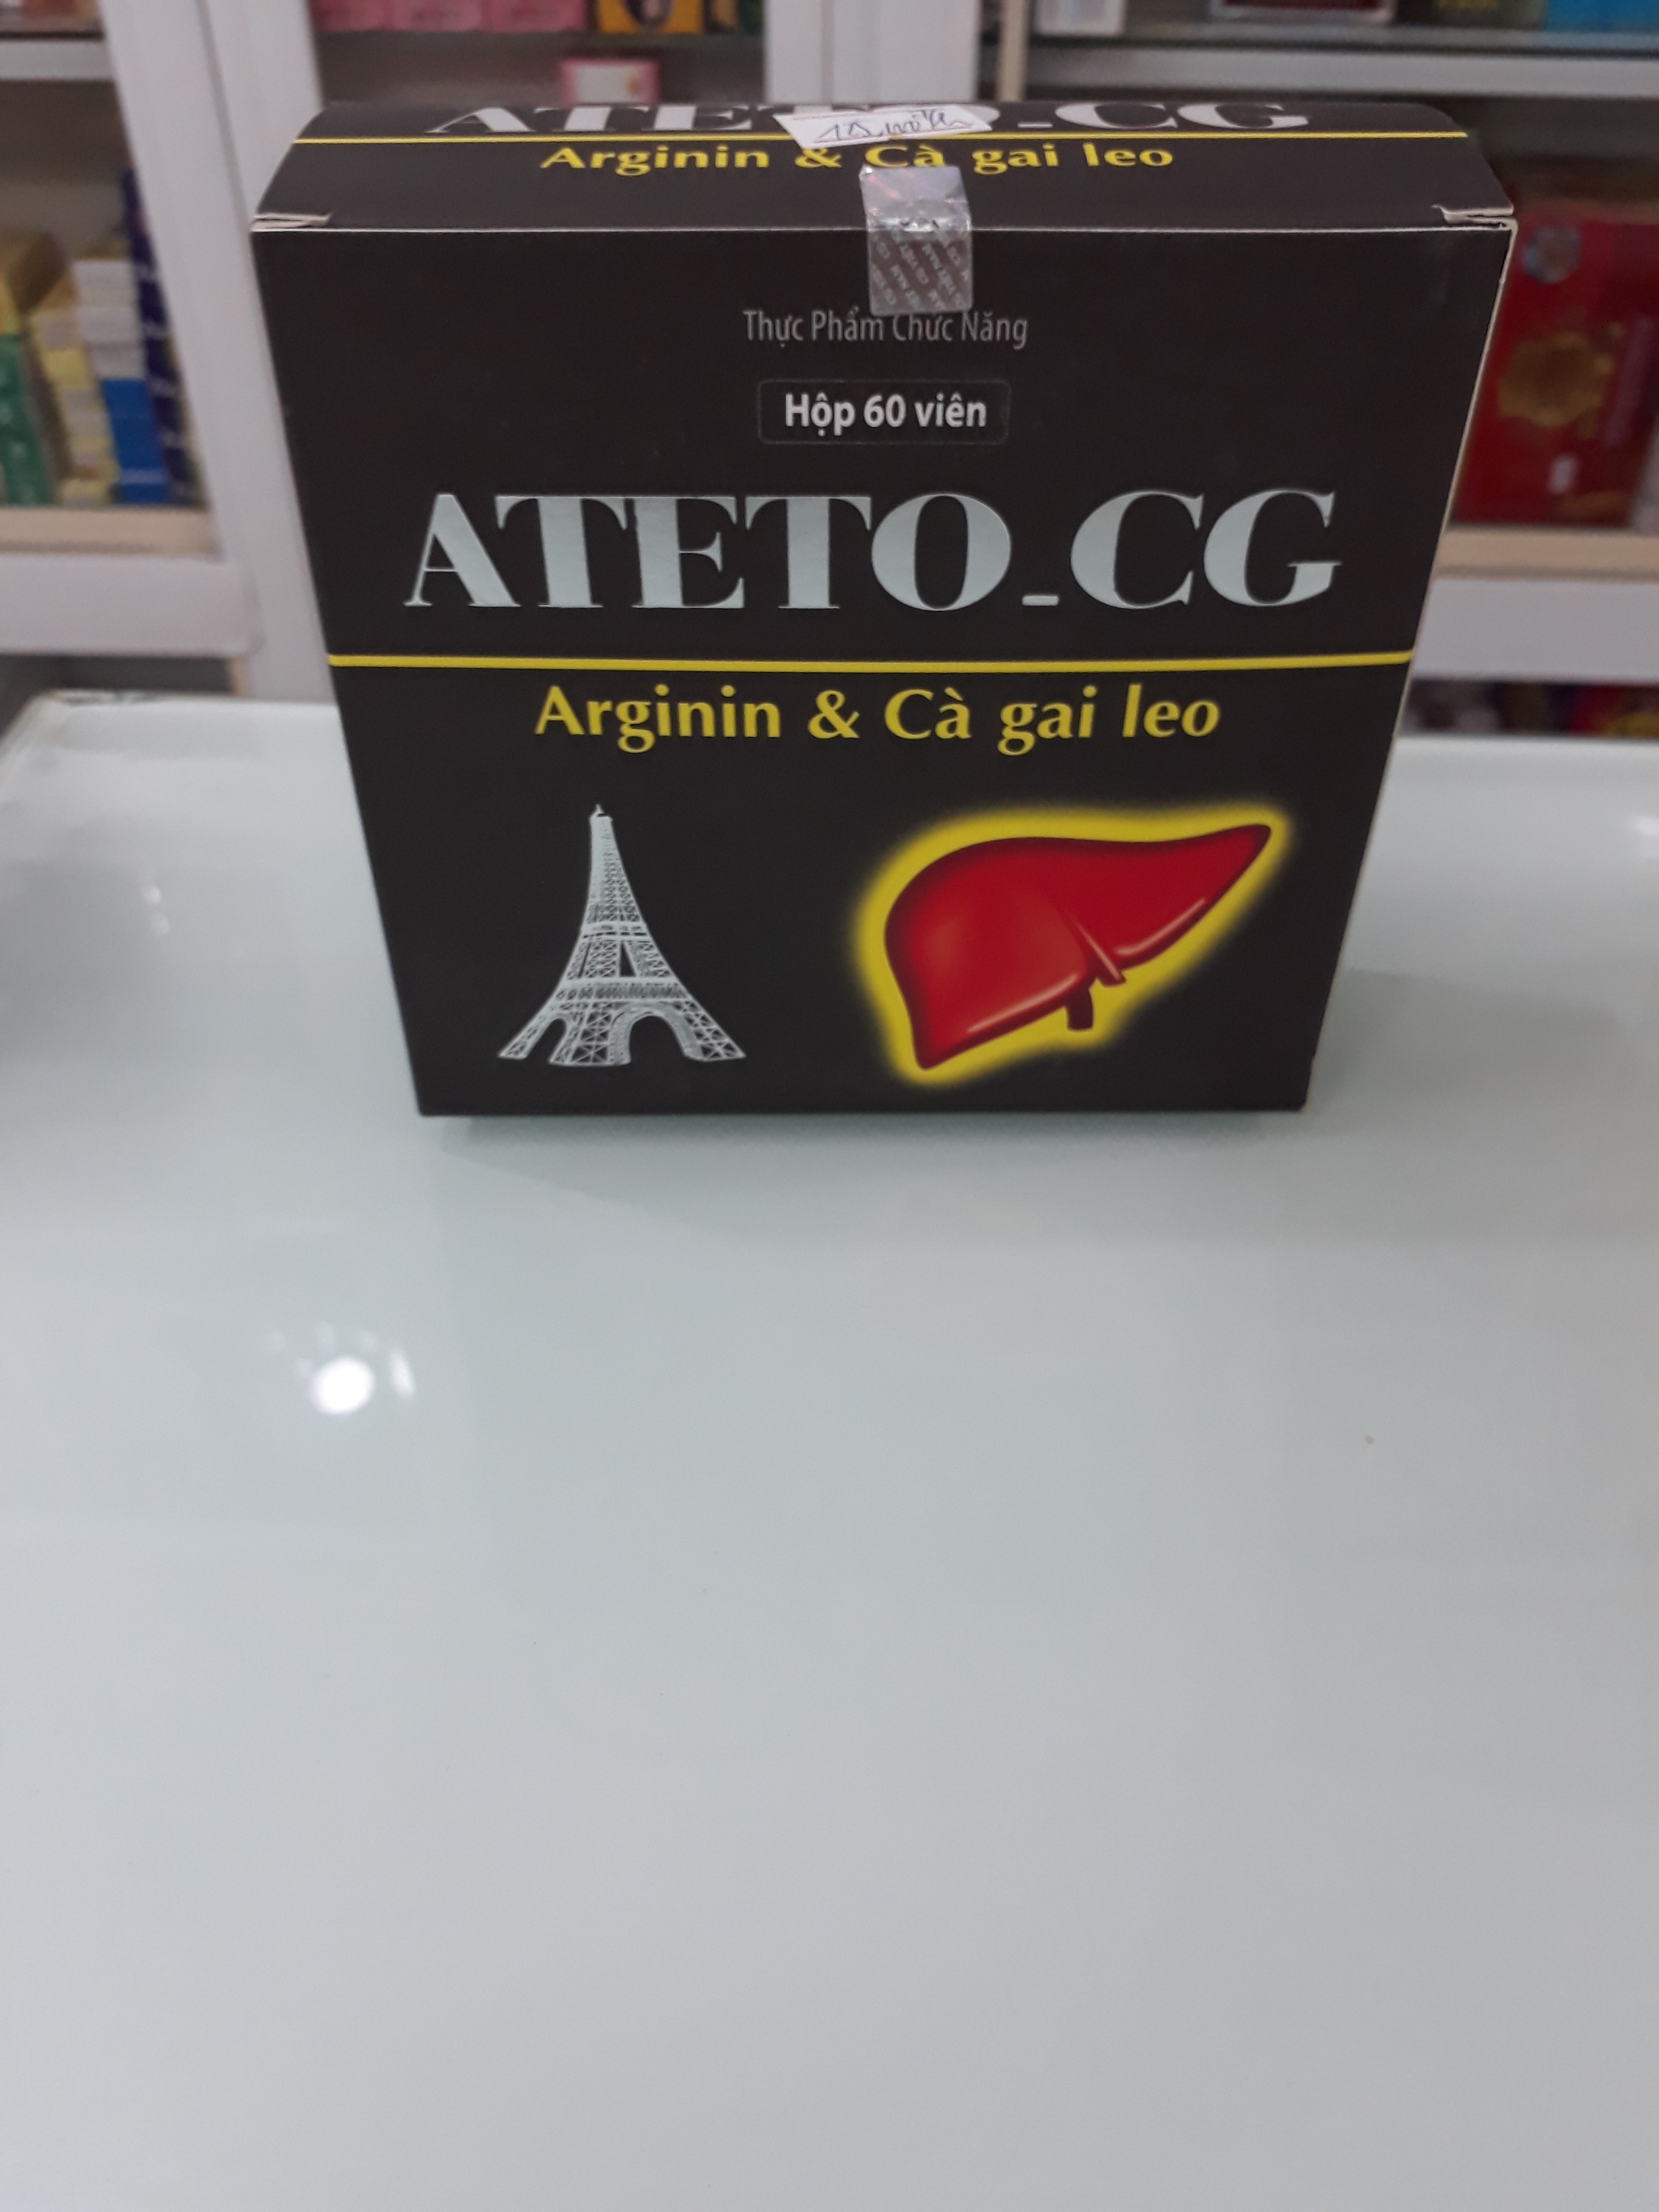 ATETO_CG
Arginin & Cà gai leo
Thực Phẩm Chức Năng
Hộp 60 viên
ATETO_CG
Arginin & Cà gai leo